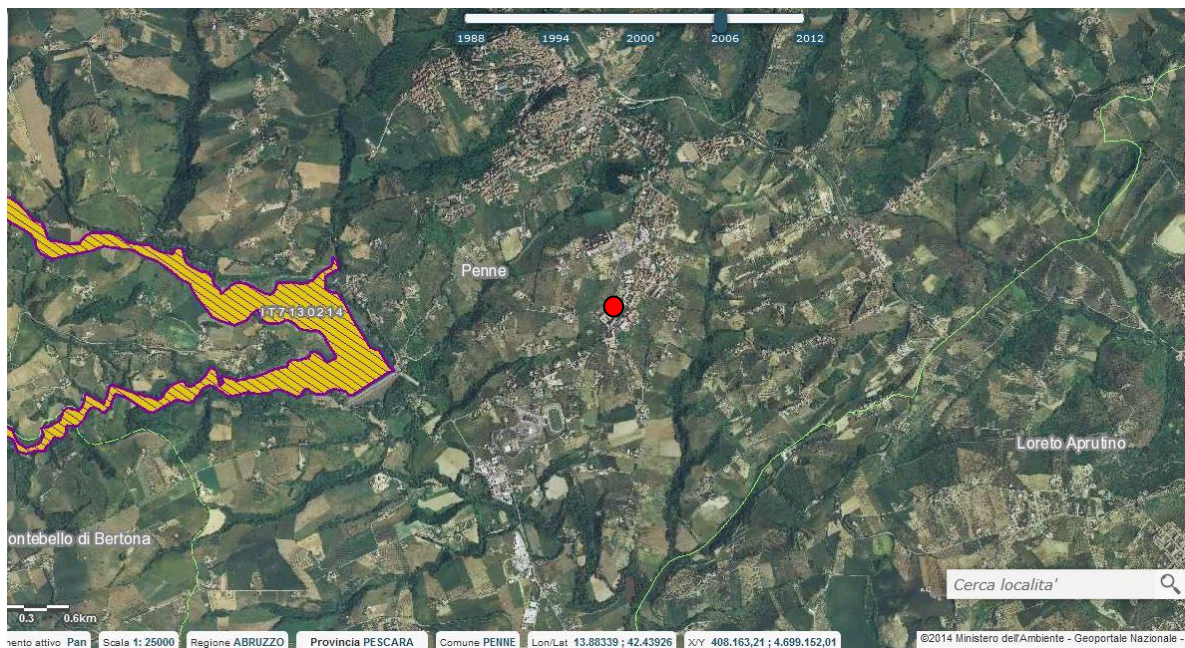 1988 1994 2000 2006 2012
Penne
IT7130214
Loreto Aprutino
ontebello di Bertona
Cerca localita'
0.3 0.6km
mento attivo Pan Scala 1: 25000 Regione ABRUZZO Provincia PESCARA Comune PENNE Lon/Lat 13.88339 ; 42.43926 X/Y 408.163,21 ; 4.699.152,01 ©2014 Ministero dell'Ambiente - Geoportale Nazionale -